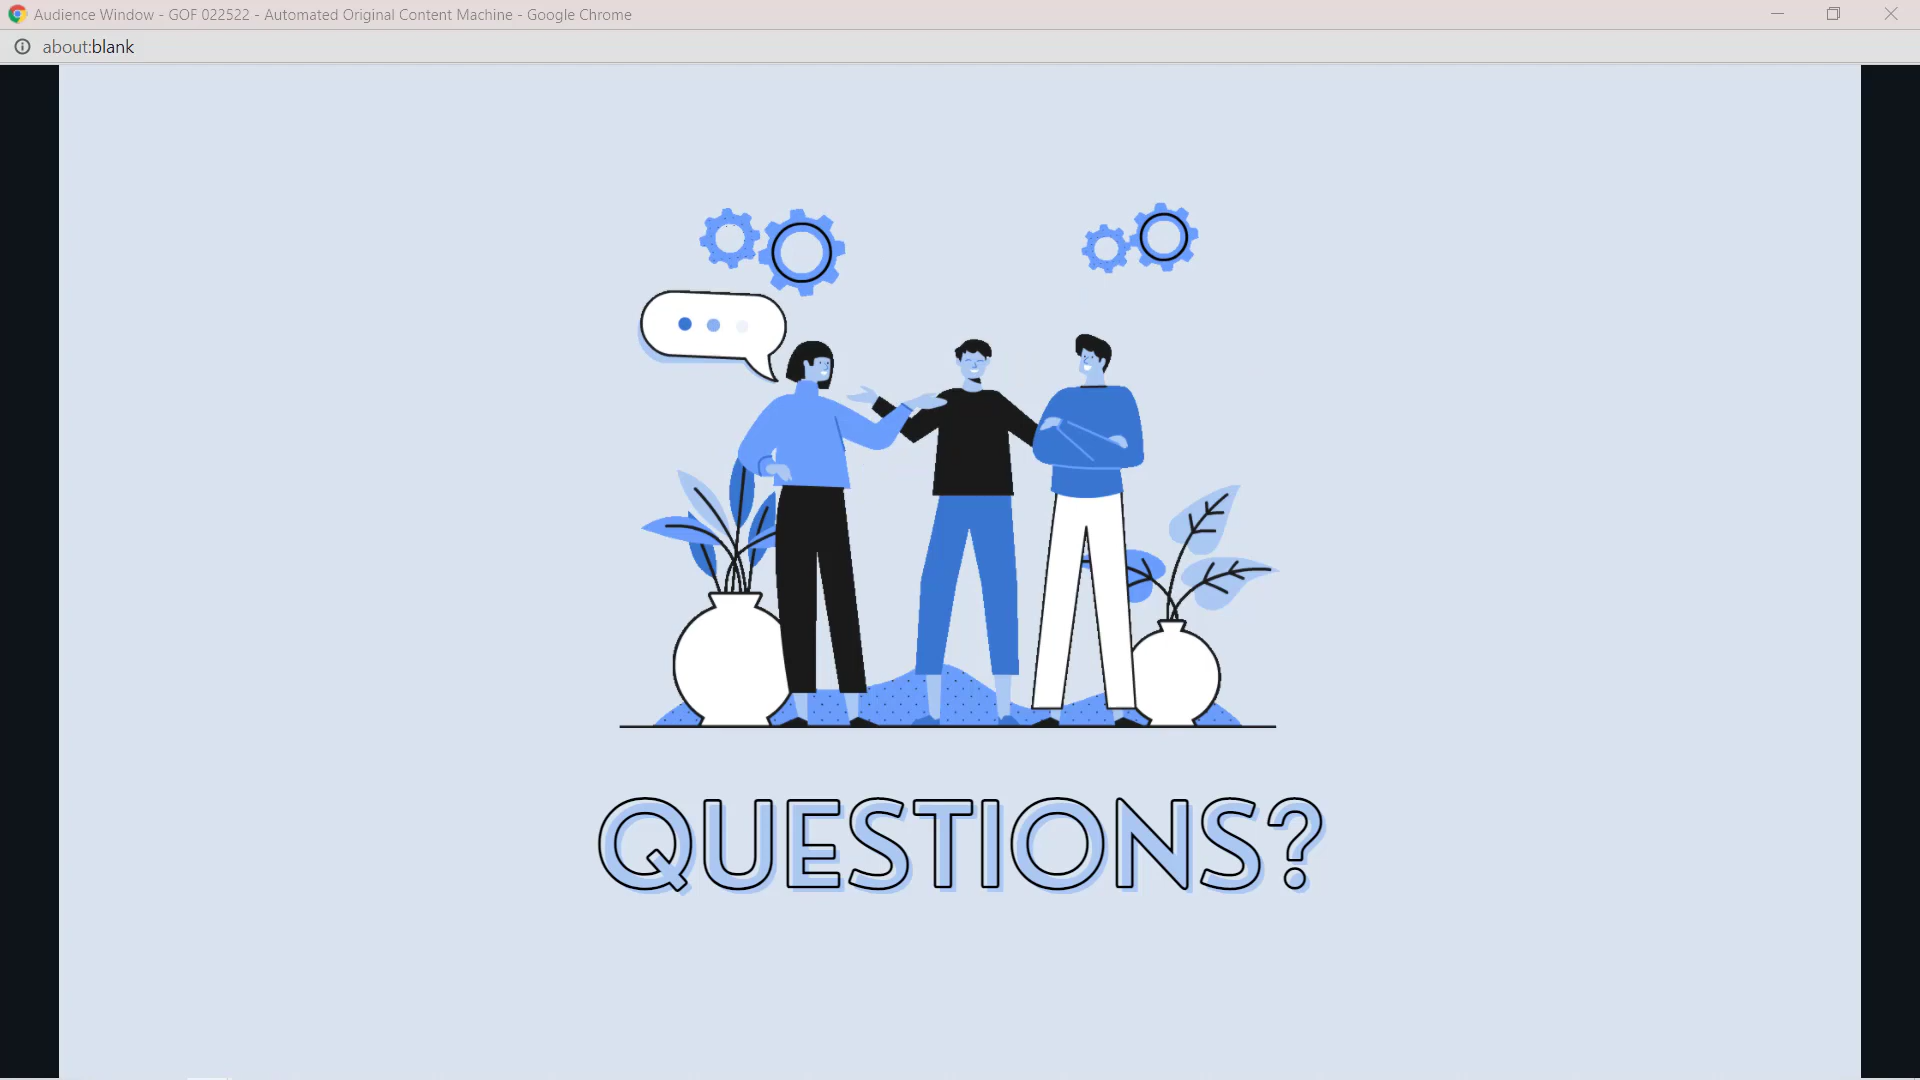 Audience Window - GOF 022522 - Automated Original Content Machine - Google Chrome
about:blank
QUESTIONS?